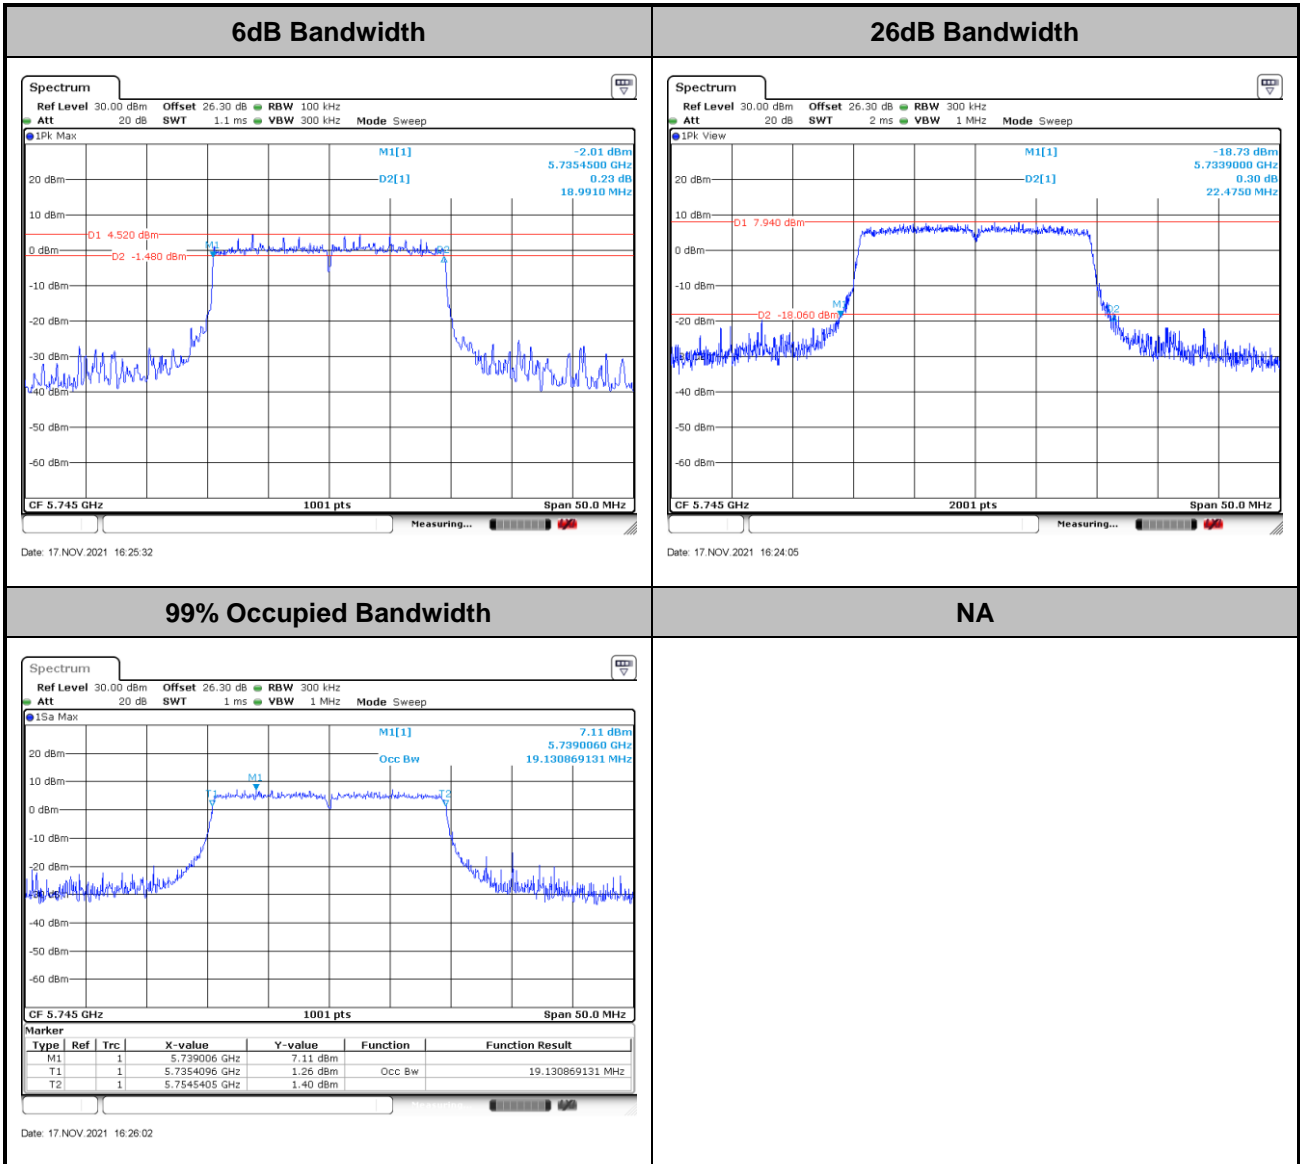 6dB Bandwidth
26dB Bandwidth
Spectrum
Ref Level 30.00 dBm Offset 26.30 dB RBW 100 kHz
Att 20 dB SWT 1.1 ms VBW 300 kHz Mode Sweep
1Pk Max
M1[1] -2.01 dBm
5.7354500 GHz
D2[1] 0.23 dB
18.9910 MHz
20 dBm
10 dBm
D1 4.520 dBm
M1
D2
0 dBm
D2 -1.480 dBm
-10 dBm
-20 dBm
-30 dBm
-40 dBm
-50 dBm
-60 dBm
CF 5.745 GHz 1001 pts Span 50.0 MHz
Measuring...
Date: 17.NOV.2021 16:25:32
Spectrum
Ref Level 30.00 dBm Offset 26.30 dB RBW 300 kHz
Att 20 dB SWT 2 ms VBW 1 MHz Mode Sweep
1Pk View
M1[1] -18.73 dBm
5.7339000 GHz
D2[1] 0.30 dB
22.4750 MHz
20 dBm
10 dBm
D1 7.940 dBm
0 dBm
-10 dBm
M1
D2
D2 -18.060 dBm
-20 dBm
-40 dBm
-50 dBm
-60 dBm
CF 5.745 GHz 2001 pts Span 50.0 MHz
Measuring...
Date: 17.NOV.2021 16:24:05
99% Occupied Bandwidth
NA
Spectrum
Ref Level 30.00 dBm Offset 26.30 dB RBW 300 kHz
Att 20 dB SWT 1 ms VBW 1 MHz Mode Sweep
1Sa Max
M1[1] 7.11 dBm
5.7390060 GHz
Occ Bw 19.130869131 MHz
20 dBm
10 dBm
M1
T1
T2
0 dBm
-10 dBm
-20 dBm
-40 dBm
-50 dBm
-60 dBm
CF 5.745 GHz 1001 pts Span 50.0 MHz
Marker
Type Ref Trc X-value Y-value Function Function Result
M1 1 5.739006 GHz 7.11 dBm
T1 1 5.7354096 GHz 1.26 dBm Occ Bw 19.130869131 MHz
T2 1 5.7545405 GHz 1.40 dBm
Date: 17.NOV.2021 16:26:02